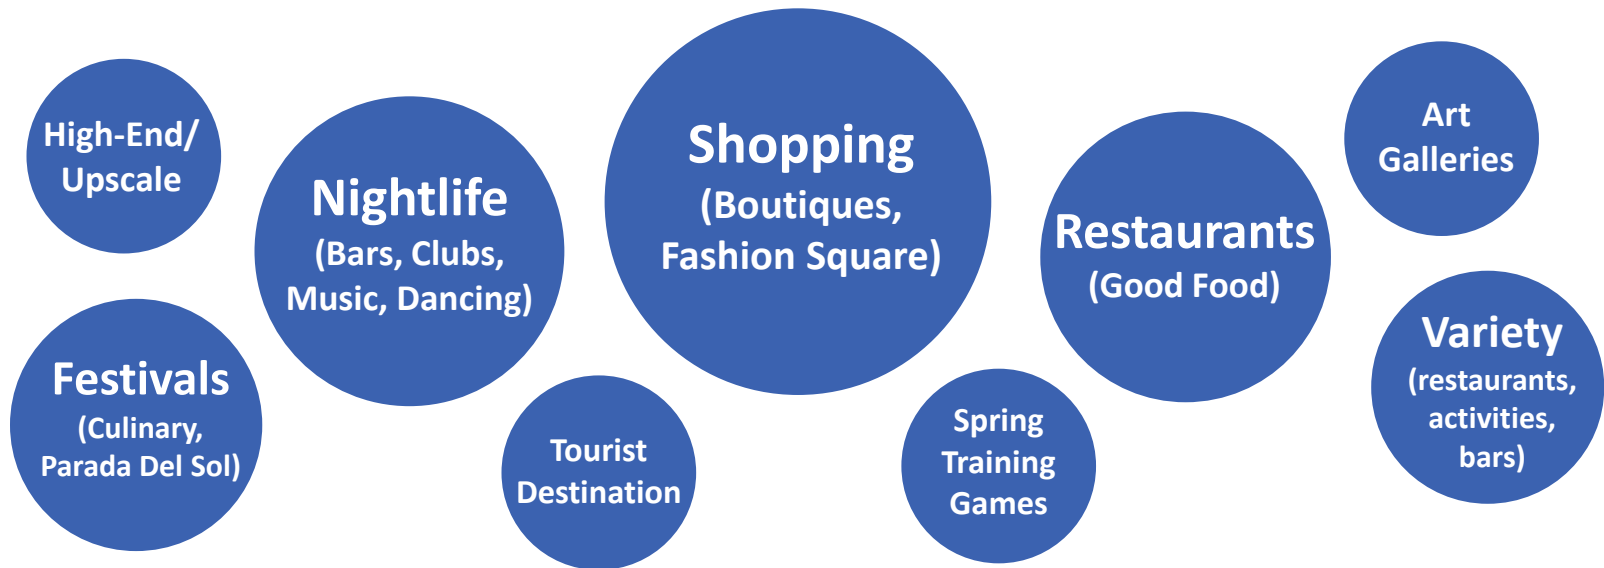 High-End/
Upscale
Festivals
(Culinary,
Parada Del Sol)
Nightlife
(Bars, Clubs,
Music, Dancing)
Tourist
Destination
Shopping
(Boutiques,
Fashion Square)
Spring
Training
Games
Restaurants
(Good Food)
Art
Galleries
Variety
(restaurants,
activities,
bars)